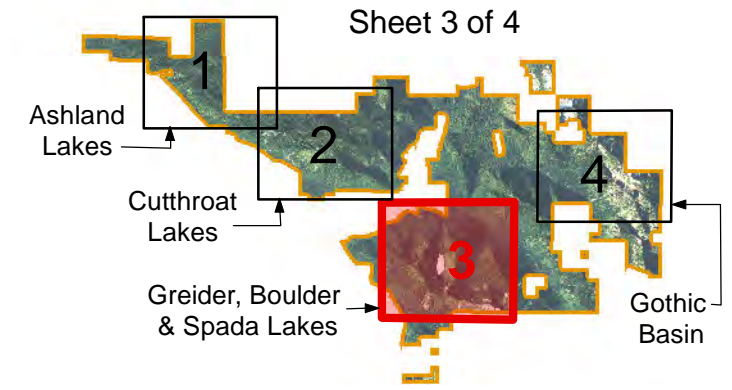 Sheet 3 of 4
1
Ashland
Lakes
2
4
Cutthroat
Lakes
3
Greider, Boulder
& Spada Lakes
Gothic
Basin